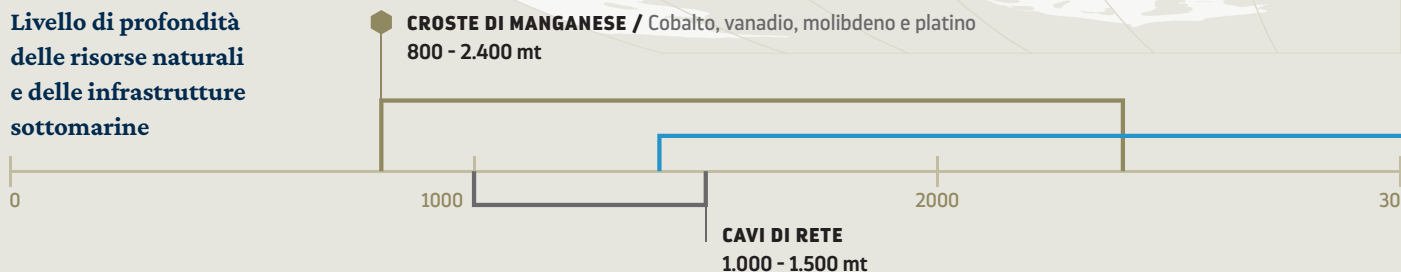 Livello di profondità
delle risorse naturali
e delle infrastrutture
sottomarine
CROSTE DI MANGANESE / Cobalto, vanadio, molibdeno e platino
800 - 2.400 mt
0
1000
2000
30
CAVI DI RETE
1.000 - 1.500 mt